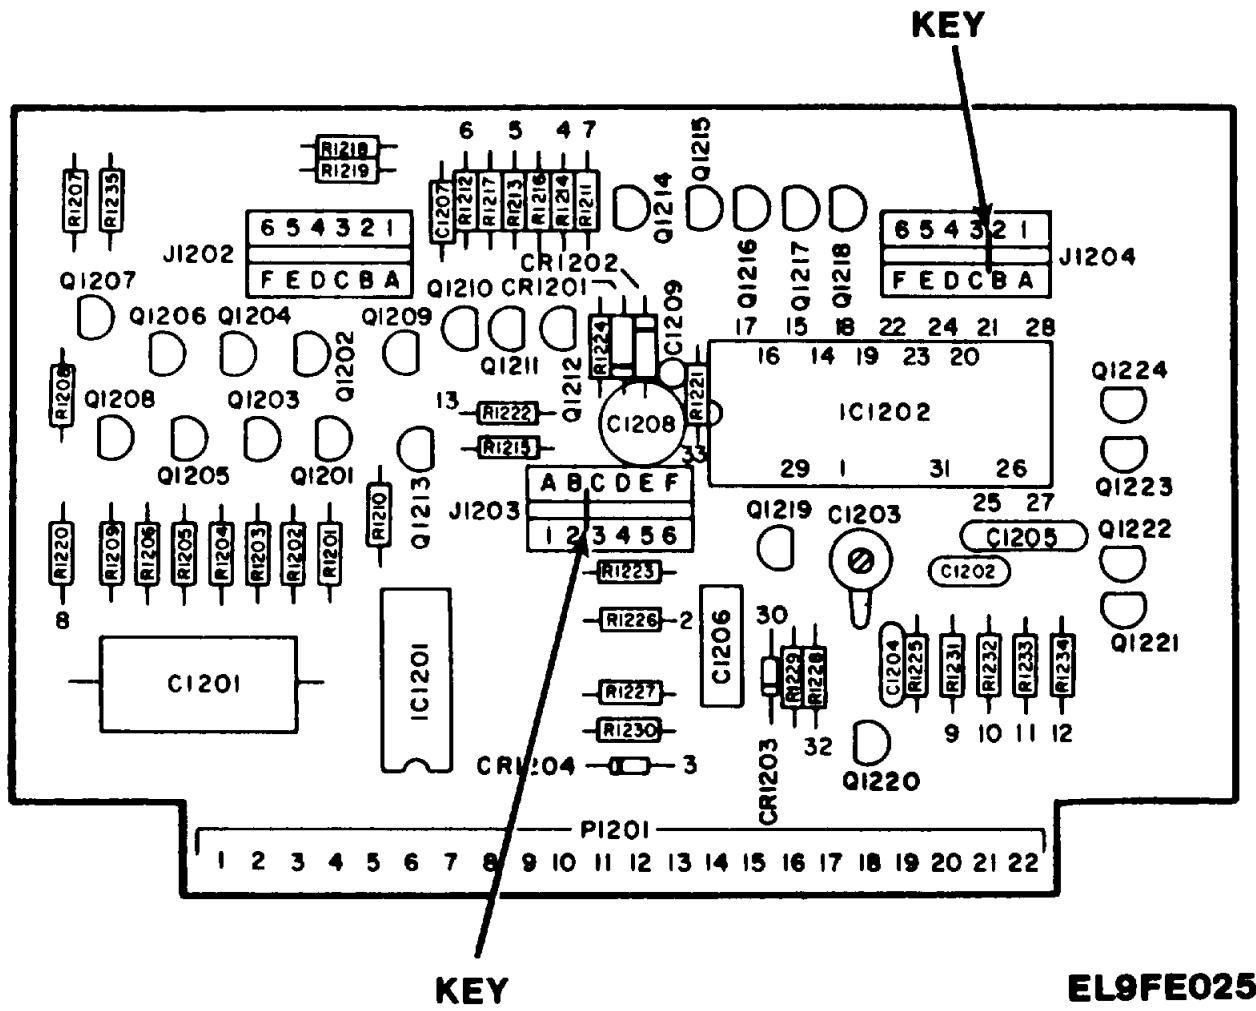 KEY
6 5 4 7
R1207
R1235
R1218
R1219
C1207
R1212
R1217
R1213
R1216
R1214
R1211
Q1214
Q1215
Q1216
Q1217
Q1218
6 5 4 3 2 1
J1202
F E D C B A
6 5 4 3 2 1
J1204
F E D C B A
CR1202
CR1201
C1209
Q1207
Q1206
Q1204
Q1202
Q1209
Q1210
Q1211
Q1212
R1224
17 15 18 22 24 21 28
16 14 19 23 20
R1221
IC1202
29 1 31 26
25 27
33
C1208
R1208
Q1208
Q1205
Q1203
Q1201
Q1213
13
R1222
R1215
Q1224
Q1223
Q1222
Q1221
R1210
A B C D E F
J1203
1 2 3 4 5 6
Q1219
C1203
C1205
C1202
R1220
R1209
R1206
R1205
R1204
R1203
R1202
R1201
8
R1223
R1226
2
C1206
30
R1229
R1228
C1204
R1225
R1231
R1232
R1233
R1234
C1201
IC1201
R1227
R1230
CR1204
3
CR1203
32
Q1220
9 10 11 12
P1201
1 2 3 4 5 6 7 8 9 10 11 12 13 14 15 16 17 18 19 20 21 22
KEY
EL9FE025